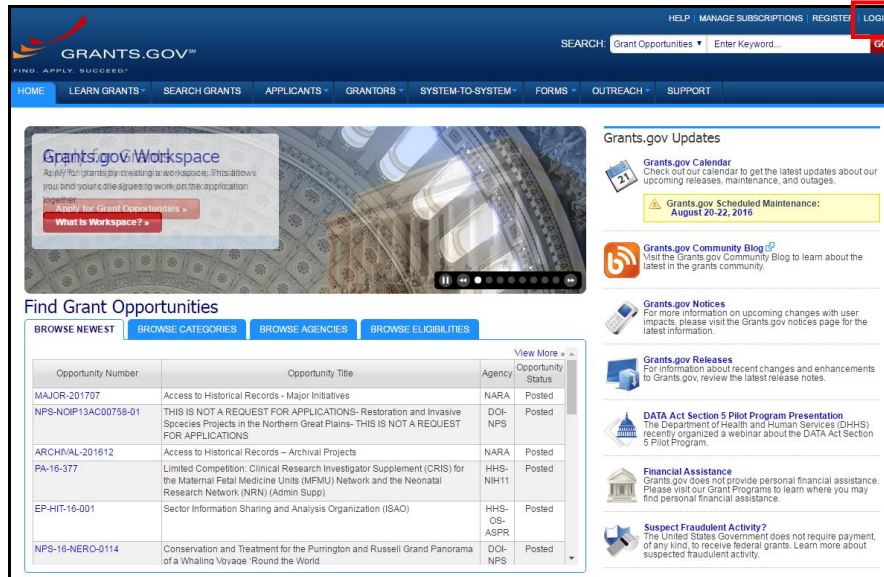 HELP | MANAGE SUBSCRIPTIONS | REGISTER | LOGI
GRANTS.GOV℠
FIND. APPLY. SUCCEED.℠
SEARCH: Grant Opportunities ▼ Enter Keyword... GO
HOME LEARN GRANTS SEARCH GRANTS APPLICANTS GRANTORS SYSTEM-TO-SYSTEM FORMS OUTREACH SUPPORT
Grants.gov Workspace
Apply for Grant Opportunities »
What Is Workspace? »
Find Grant Opportunities
BROWSE NEWEST BROWSE CATEGORIES BROWSE AGENCIES BROWSE ELIGIBILITIES
View More »
Opportunity Number Opportunity Title Agency Opportunity Status
MAJOR-201707 Access to Historical Records - Major Initiatives NARA Posted
NPS-NOIP13AC00758-01 THIS IS NOT A REQUEST FOR APPLICATIONS- Restoration and Invasive DOI- Posted
Spcecies Projects in the Northern Great Plains- THIS IS NOT A REQUEST NPS
FOR APPLICATIONS
ARCHIVAL-201612 Access to Historical Records – Archival Projects NARA Posted
PA-16-377 Limited Competition: Clinical Research Investigator Supplement (CRIS) for HHS- Posted
the Maternal Fetal Medicine Units (MFMU) Network and the Neonatal NIH11
Research Network (NRN) (Admin Supp)
EP-HIT-16-001 Sector Information Sharing and Analysis Organization (ISAO) HHS- Posted
OS-
ASPR
NPS-16-NERO-0114 Conservation and Treatment for the Purrington and Russell Grand Panorama DOI- Posted
of a Whaling Voyage 'Round the World NPS
Grants.gov Updates
21
Grants.gov Calendar
Check out our calendar to get the latest updates about our
upcoming releases, maintenance, and outages.
Grants.gov Scheduled Maintenance:
August 20-22, 2016
Grants.gov Community Blog
Visit the Grants.gov Community Blog to learn about the
latest in the grants community.
Grants.gov Notices
For more information on upcoming changes with user
impacts, please visit the Grants.gov notices page for the
latest information.
Grants.gov Releases
For information about recent changes and enhancements
to Grants.gov, review the latest release notes.
DATA Act Section 5 Pilot Program Presentation
The Department of Health and Human Services (DHHS)
recently organized a webinar about the DATA Act Section
5 Pilot Program.
Financial Assistance
Grants.gov does not provide personal financial assistance.
Please visit our Grant Programs to learn where you may
find personal financial assistance.
Suspect Fraudulent Activity?
The United States Government does not require payment,
of any kind, to receive federal grants. Learn more about
suspected fraudulent activity.